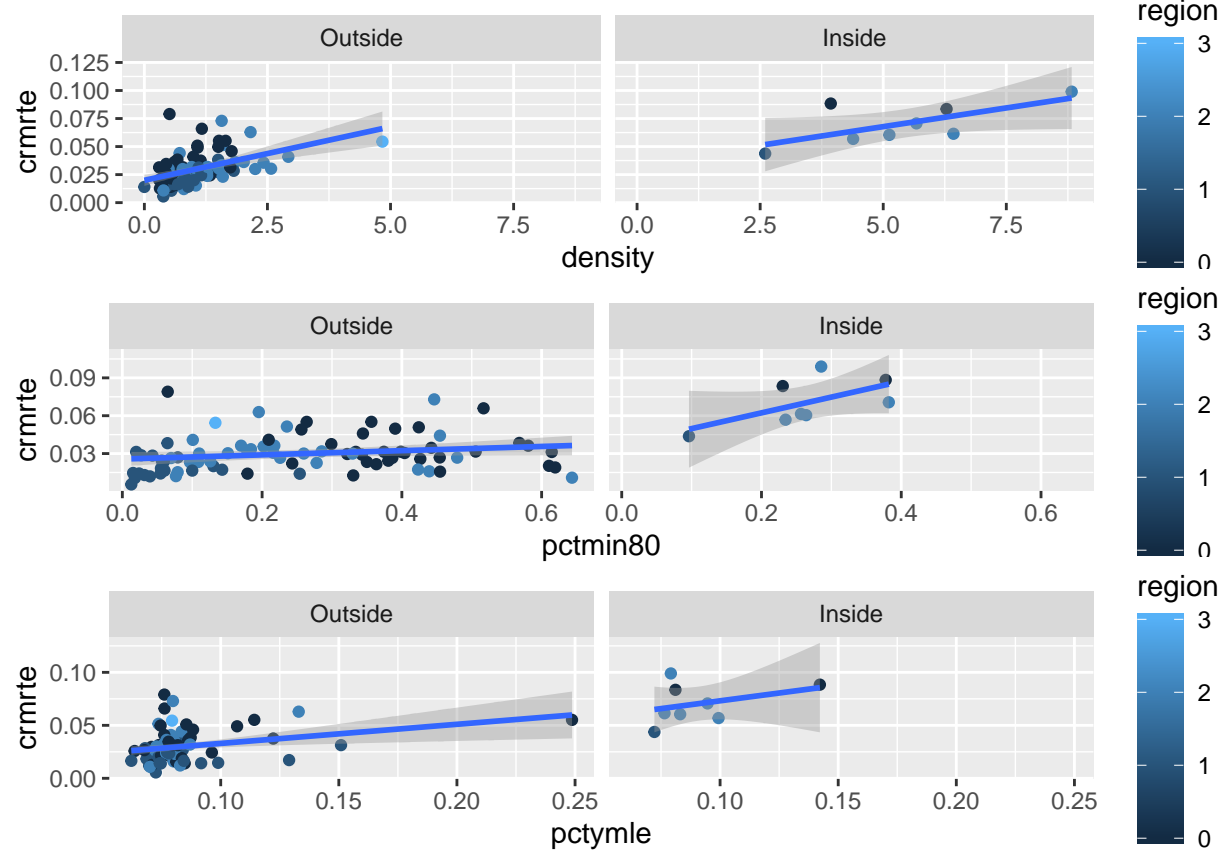 region
Outside Inside
3
2
1
0
crmrte
0.125
0.100
0.075
0.050
0.025
0.000
0.0 2.5 5.0 7.5 0.0 2.5 5.0 7.5
density
region
Outside Inside
3
2
1
0
crmrte
0.09
0.06
0.03
0.0 0.2 0.4 0.6 0.0 0.2 0.4 0.6
pctmin80
region
Outside Inside
3
2
1
0
crmrte
0.10
0.05
0.00
0.10 0.15 0.20 0.25 0.10 0.15 0.20 0.25
pctymle